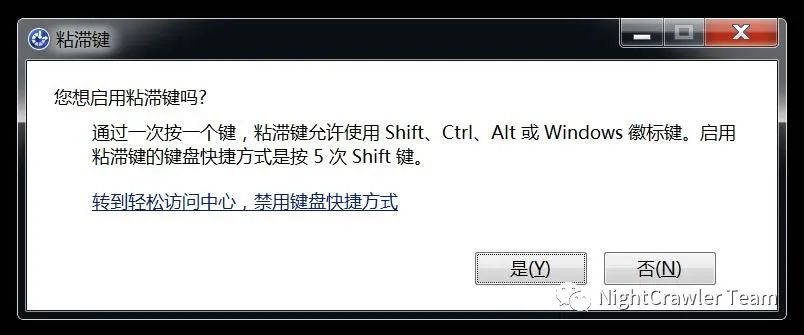 粘滞键
您想启用粘滞键吗?
通过一次按一个键，粘滞键允许使用 Shift、Ctrl、Alt 或 Windows 徽标键。启用
粘滞键的键盘快捷方式是按 5 次 Shift 键。
转到轻松访问中心，禁用键盘快捷方式
是(Y)
否(N)
NightCrawler Team